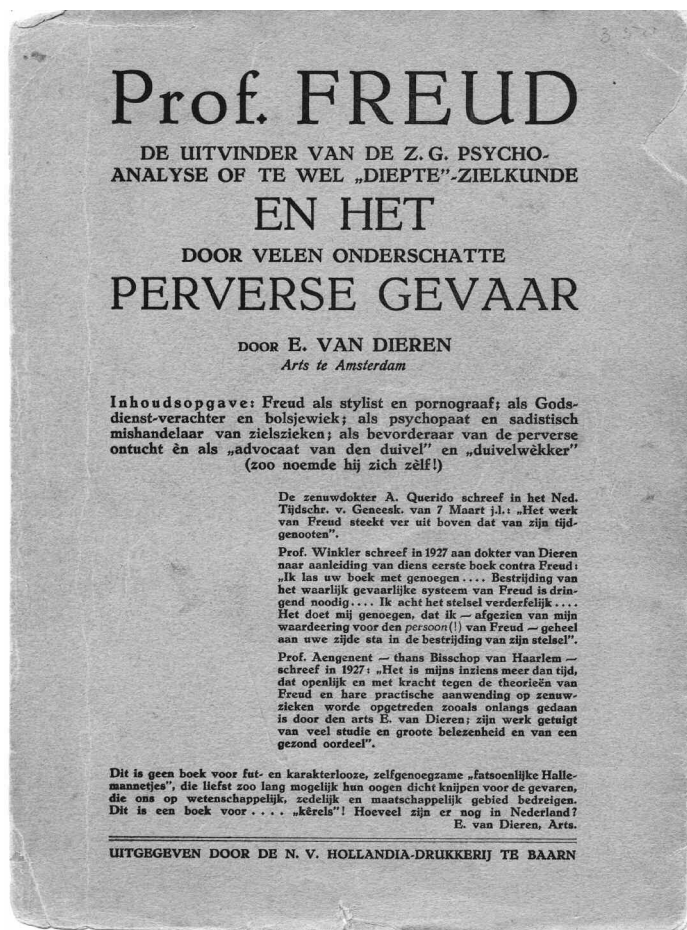 Prof. FREUD
DE UITVINDER VAN DE Z. G. PSYCHO-
ANALYSE OF TE WEL „DIEPTE”-ZIELKUNDE
EN HET
DOOR VELEN ONDERSCHATTE
PERVERSE GEVAAR
DOOR E. VAN DIEREN
Arts te Amsterdam
Inhoudsopgave: Freud als stylist en pornograaf; als Gods-
dienst-verachter en bolsjewiek; als psychopaat en sadistisch
mishandelaar van zielszieken; als bevorderaar van de perverse
ontucht èn als „advocaat van den duivel” en „duivelwèkker”
(zoo noemde hij zich zèlf!)
De zenuwdokter A. Querido schreef in het Ned.
Tijdschr. v. Geneesk. van 7 Maart j.l.: „Het werk
van Freud steekt ver uit boven dat van zijn tijd-
genooten”.
Prof. Winkler schreef in 1927 aan dokter van Dieren
naar aanleiding van diens eerste boek contra Freud:
„Ik las uw boek met genoegen .... Bestrijding van
het waarlijk gevaarlijke systeem van Freud is drin-
gend noodig.... Ik acht het stelsel verderfelijk ....
Het doet mij genoegen, dat ik — afgezien van mijn
waardeering voor den persoon(!) van Freud — geheel
aan uwe zijde sta in de bestrijding van zijn stelsel”.
Prof. Aengenent — thans Bisschop van Haarlem —
schreef in 1927: „Het is mijns inziens meer dan tijd,
dat openlijk en met kracht tegen de theorieën van
Freud en hare practische aanwending op zenuw-
zieken worde opgetreden zooals onlangs gedaan
is door den arts E. van Dieren; zijn werk getuigt
van veel studie en groote belezenheid en van een
gezond oordeel”.
Dit is geen boek voor fut- en karakterlooze, zelfgenoegzame „fatsoenlijke Halle-
mannetjes”, die liefst zoo lang mogelijk hun oogen dicht knijpen voor de gevaren,
die ons op wetenschappelijk, zedelijk en maatschappelijk gebied bedreigen.
Dit is een boek voor .... „kêrels”! Hoeveel zijn er nog in Nederland?
E. van Dieren, Arts.
UITGEGEVEN DOOR DE N. V. HOLLANDIA-DRUKKERIJ TE BAARN